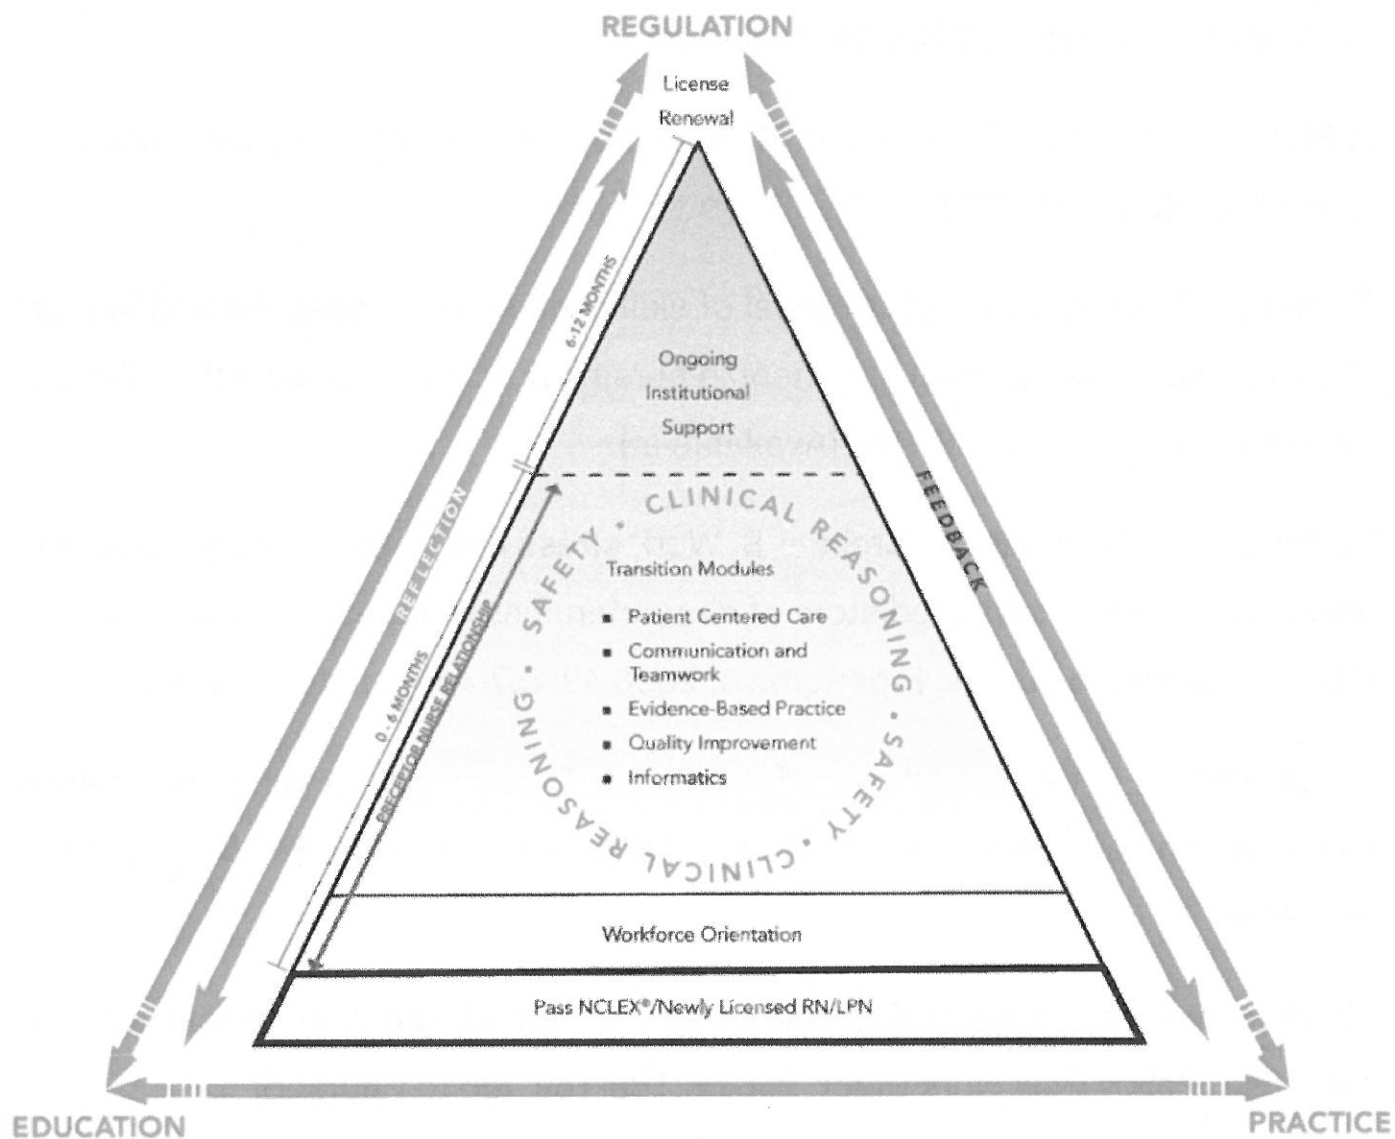 REGULATION
License
Renewal
6-12 MONTHS
Ongoing
Institutional
Support
REFLECTION
FEEDBACK
0 - 6 MONTHS
PRECEPTOR NURSE RELATIONSHIP
SAFETY • CLINICAL REASONING • SAFETY • CLINICAL REASONING •
Transition Modules
▪ Patient Centered Care
▪ Communication and
Teamwork
▪ Evidence-Based Practice
▪ Quality Improvement
▪ Informatics
Workforce Orientation
Pass NCLEX®/Newly Licensed RN/LPN
EDUCATION
PRACTICE